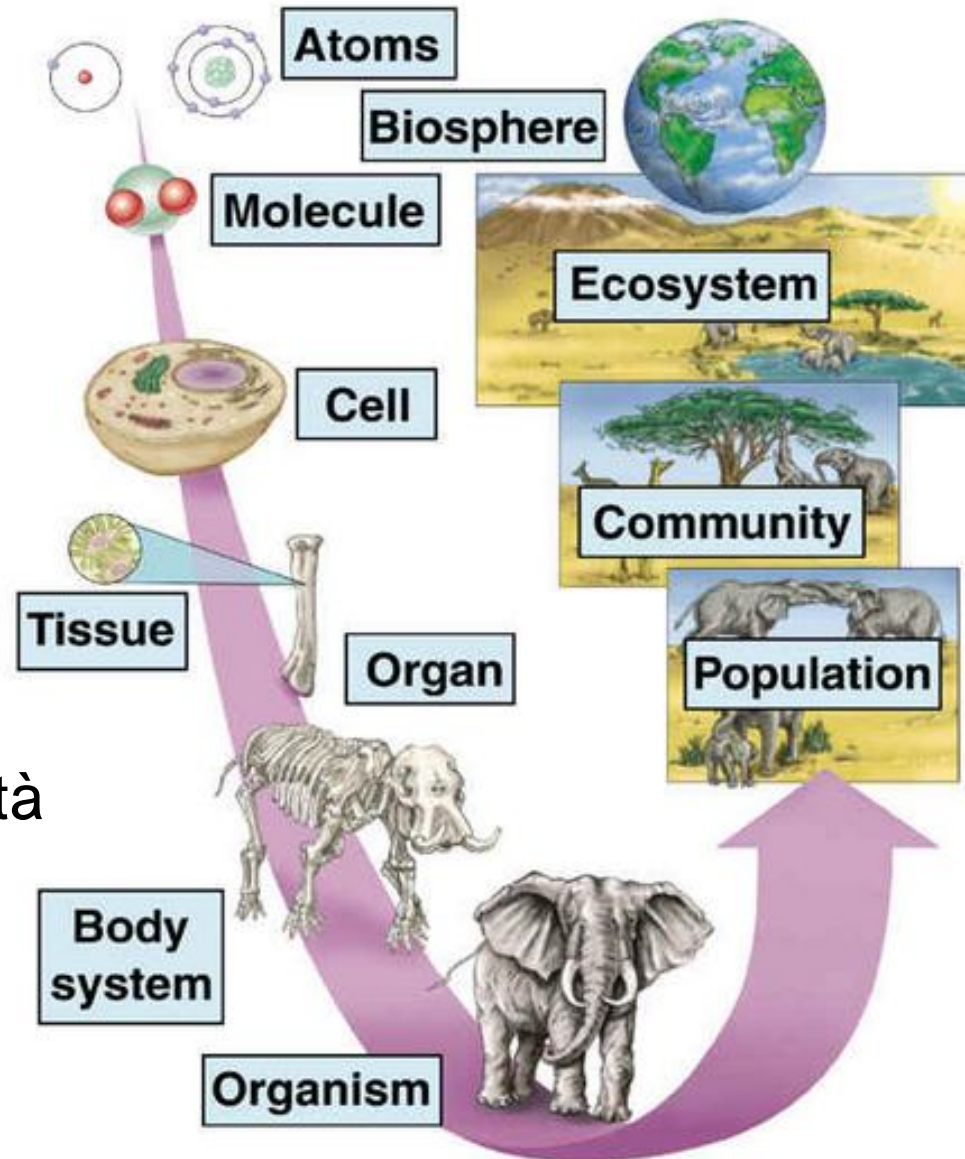 Atoms
Biosphere
Molecule
Ecosystem
Cell
Community
Tissue
Organ
Population
tà
Body
system
Organism